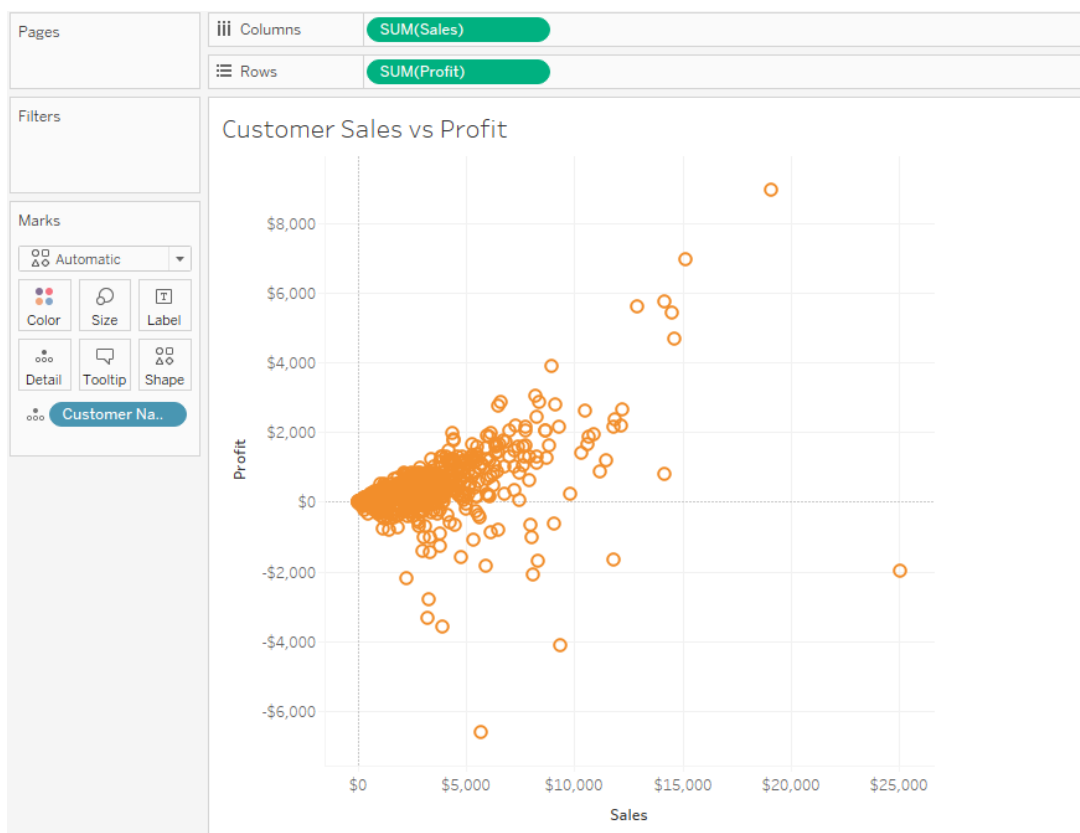 Pages
Columns
SUM(Sales)
Rows
SUM(Profit)
Filters
Marks
Automatic
Color
Size
Label
Detail
Tooltip
Shape
Customer Na..
Customer Sales vs Profit
Profit
$8,000
$6,000
$4,000
$2,000
$0
-$2,000
-$4,000
-$6,000
$0
$5,000
$10,000
$15,000
$20,000
$25,000
Sales